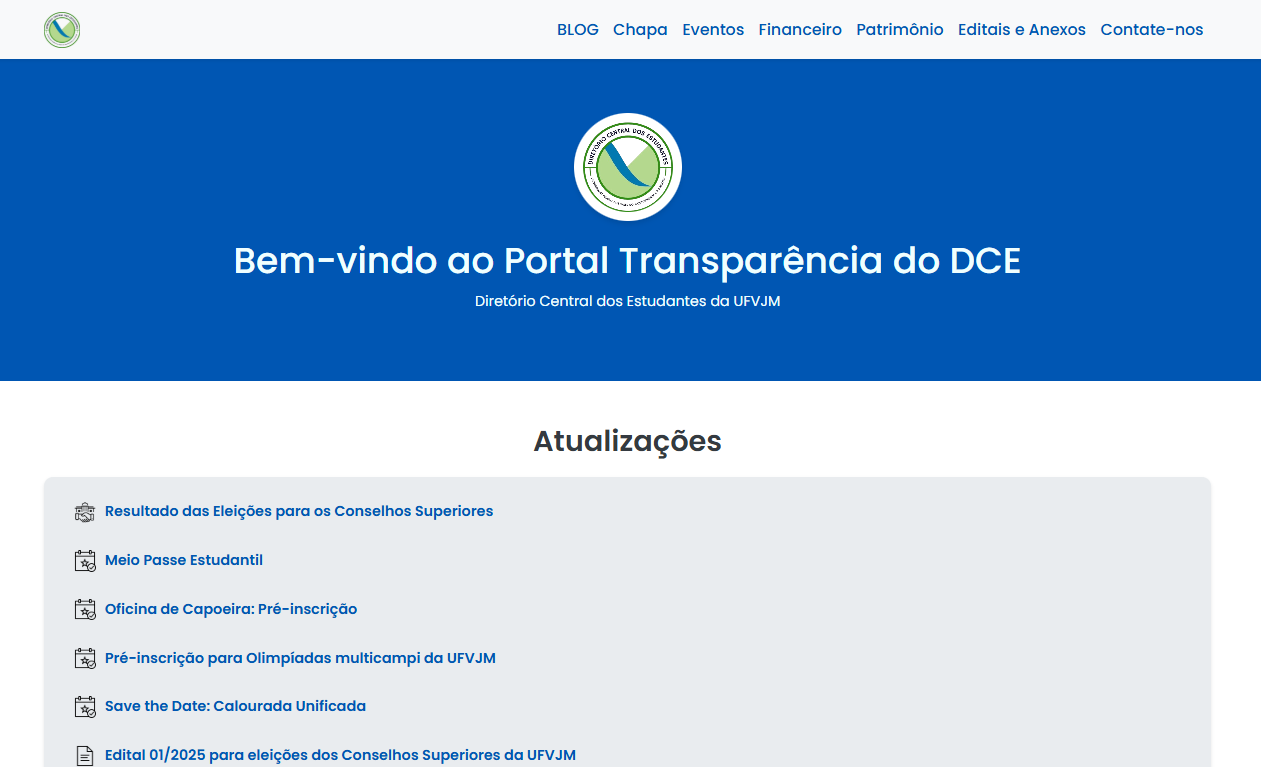 BLOG Chapa Eventos Financeiro Patrimônio Editais e Anexos Contate-nos
DIRETÓRIO CENTRAL DOS ESTUDANTES
Bem-vindo ao Portal Transparência do DCE
Diretório Central dos Estudantes da UFVJM
Atualizações
Resultado das Eleições para os Conselhos Superiores
Meio Passe Estudantil
Oficina de Capoeira: Pré-inscrição
Pré-inscrição para Olimpíadas multicampi da UFVJM
Save the Date: Calourada Unificada
Edital 01/2025 para eleições dos Conselhos Superiores da UFVJM